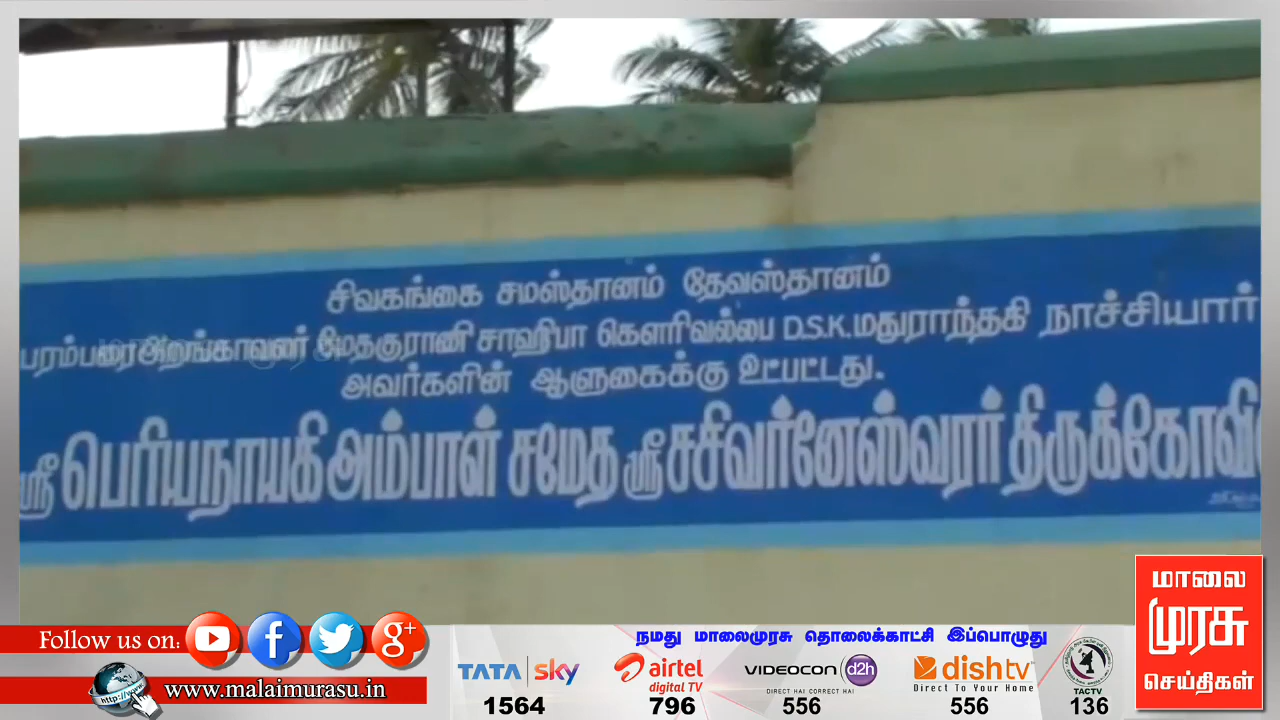 சிவகங்கை சமஸ்தானம் தேவஸ்தானம்
பரம்பரை அறங்காவலர் மேதகுராணி சாஹிபா கௌரிவல்பை D.S.K. மதுராந்தகி நாச்சியார்
அவர்களின் ஆளுகைக்கு உட்பட்டது.
ஸ்ரீ பெரியநாயகி அம்பாள் சமேத ஸ்ரீ சசிவர்னேஸ்வரர்
மாலை
முரசு
செய்திகள்
Follow us on:
http://www
www.malaimurasu.in
நமது மாலைமுரசு தொலைக்காட்சி இப்பொழுது
TATA sky airtel digital TV VIDEOCON d2h dishtv
DIRECT HAI CORRECT HAI Direct To Your Home TACTV
1564 796 556 556 136